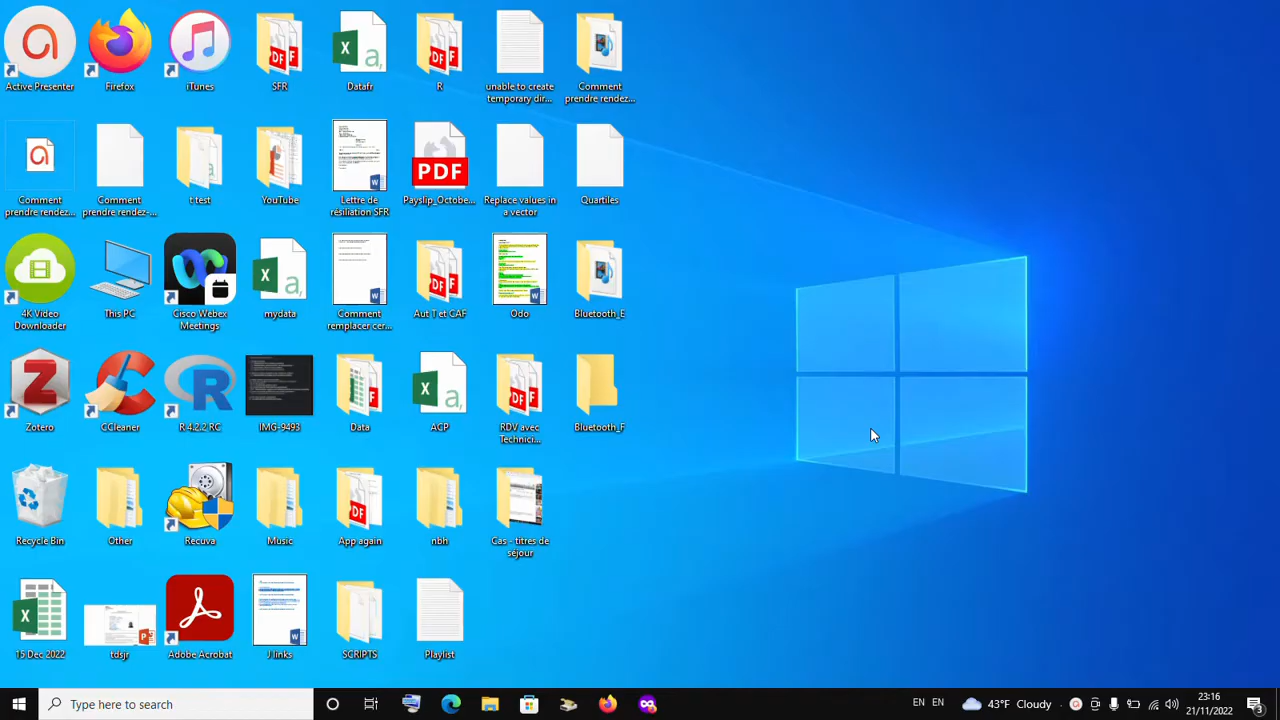 Active Presenter
Firefox
iTunes
SFR
Datafr
R
unable to create
temporary dir...
Comment
prendre rendez...
Comment
prendre rendez...
Comment
prendre rendez-...
t.test
YouTube
Lettre de
résiliation SFR
PDF
Payslip_Octobe...
Replace values in
a vector
Quartiles
4K Video
Downloader
This PC
Cisco Webex
Meetings
mydata
Comment
remplacer cer...
Aut T et CAF
Odo
Bluetooth_E
Zotero
CCleaner
R 4.2.2 RC
IMG-9493
Data
ACP
RDV avec
Technici...
Bluetooth_F
Recycle Bin
Other
Recuva
Music
App again
nbh
Cas - titres de
séjour
15 Dec 2022
tdsjr
Adobe Acrobat
J links
SCRIPTS
Playlist
Type here to search
EN EN
43°F Cloudy
23:16
21/11/2022